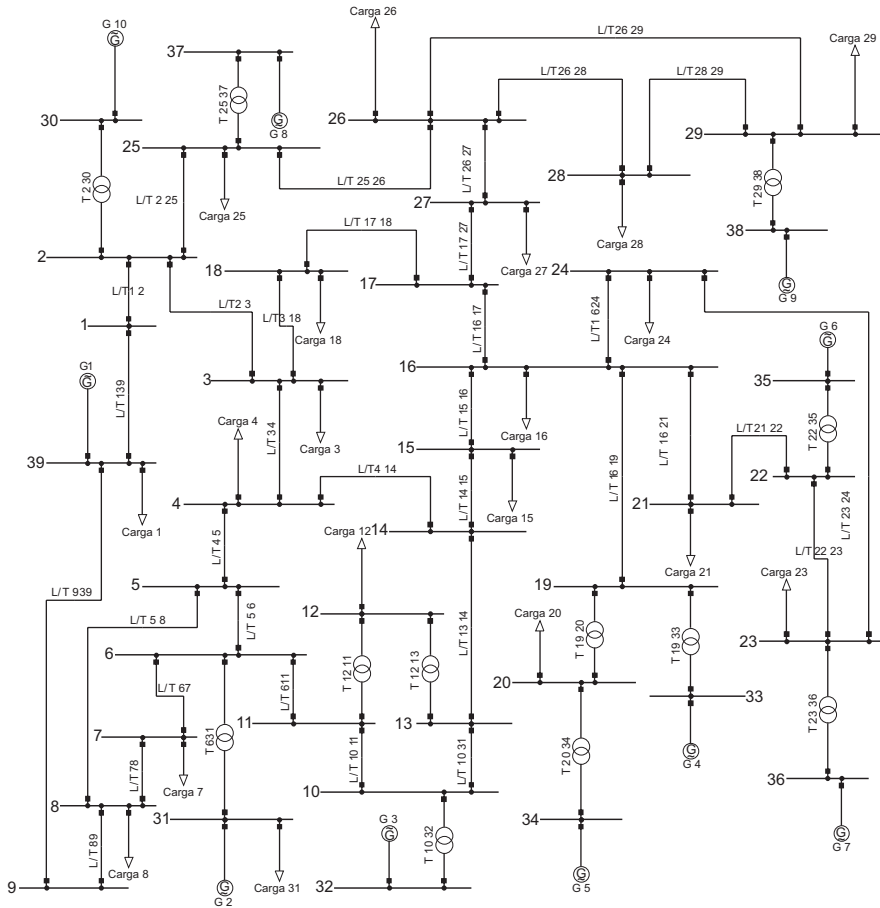 Carga 26
G 10
G̃
L/T26 29
Carga 29
37
T 25 37
L/T26 28
L/T28 29
G̃
G 8
30
26
29
25
T 2 30
L/T 2 25
Carga 25
L/T 25 26
L/T 26 27
28
T 29 38
27
Carga 28
38
L/T 17 18
L/T 17 27
Carga 27
2
18
17
24
G̃
G 9
L/T1 2
L/T2 3
L/T3 18
Carga 18
L/T 16 17
L/T1 624
Carga 24
G 6
G̃
1
16
G1
G̃
L/T 139
3
35
Carga 4
L/T 34
Carga 3
L/T 15 16
Carga 16
L/T 16 19
L/T 16 21
T 22 35
L/T21 22
15
39
L/T4 14
L/T 14 15
22
L/T 23 24
Carga 1
4
Carga 15
21
Carga 12
14
L/T 4 5
L/T 22 23
Carga 21
Carga 23
5
19
L/T 939
L/T 5 8
L/T 5 6
12
L/T13 14
Carga 20
T 19 20
T 19 33
23
6
T 12 11
T 12 13
L/T 67
L/T 611
20
33
T 23 36
7
T 631
11
13
L/T 78
Carga 7
L/T 10 11
L/T 10 31
T 20 34
G̃
G 4
36
8
10
31
G 3
G̃
T 10 32
34
G̃
G 7
L/T 89
Carga 8
9
G̃
G 2
Carga 31
32
G̃
G 5